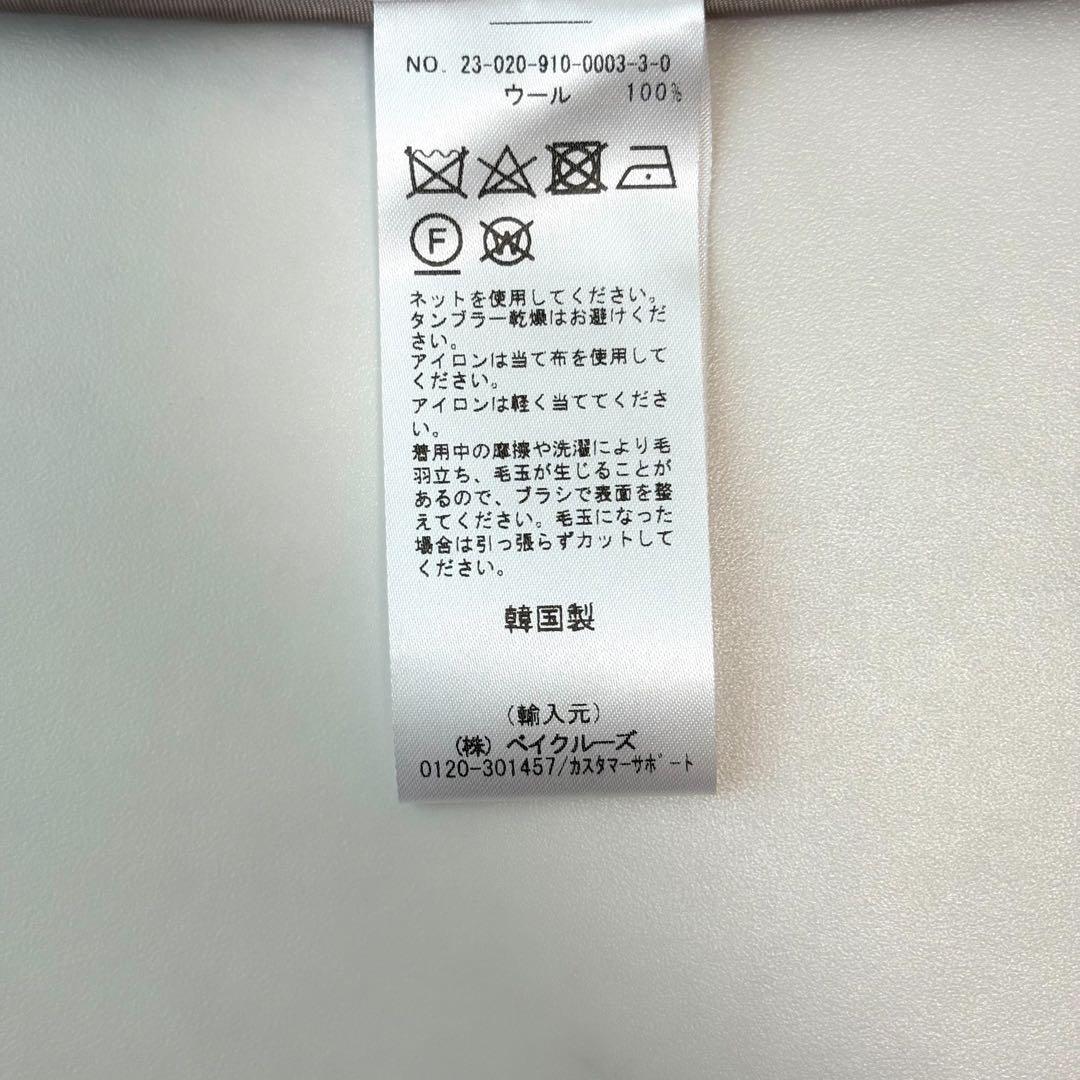 NO. 23-020-910-0003-3-0
ウール 100%
F W
ネットを使用してください。
タンブラー乾燥はお避けくだ
さい。
アイロンは当て布を使用して
ください。
アイロンは軽く当ててくださ
い。
着用中の摩擦や洗濯により毛
羽立ち、毛玉が生じることが
あるので、ブラシで表面を整
えてください。毛玉になった
場合は引っ張らずカットして
ください。
韓国製
(輸入元)
(株) ベイクルーズ
0120-301457/カスタマーサポート